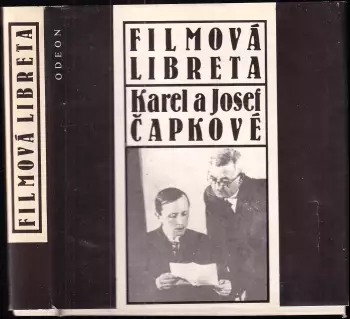 FILMOVÁ LIBRETA
ODEON
FILMOVÁ
LIBRETA
Karel a Josef
ČAPKOVÉ